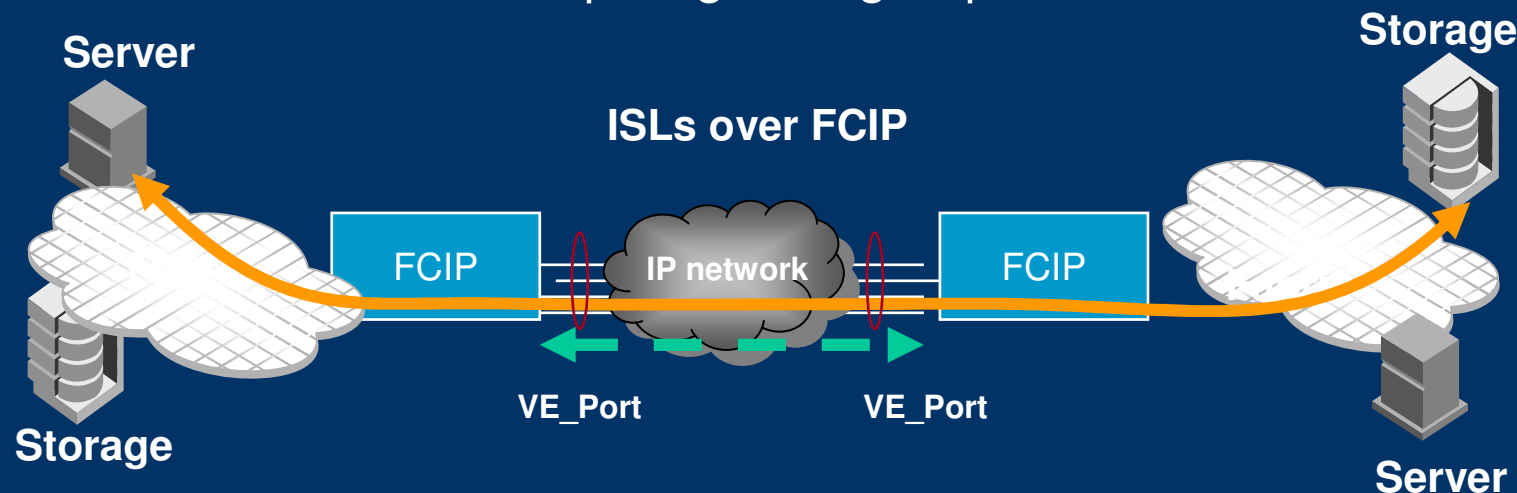 Server
Storage
ISLs over FCIP
FCIP
IP network
FCIP
VE_Port
VE_Port
Storage
Server